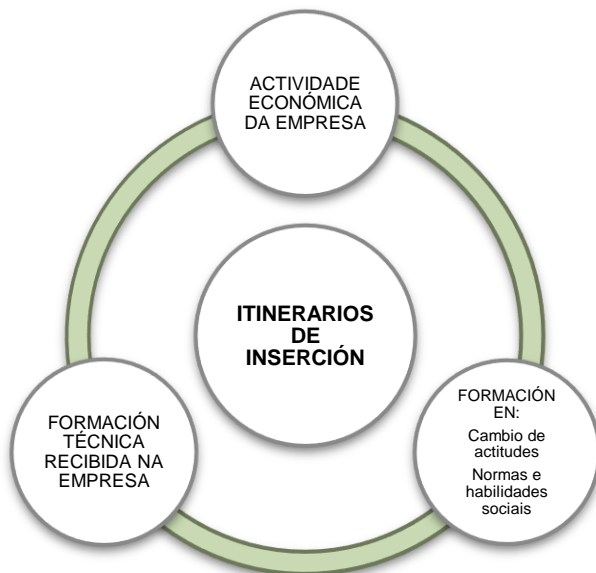 ACTIVIDADE
ECONÓMICA
DA EMPRESA
ITINERARIOS
DE
INSERCIÓN
FORMACIÓN
TÉCNICA
RECIBIDA NA
EMPRESA
FORMACIÓN
EN:
Cambio de
actitudes
Normas e
habilidades
sociais